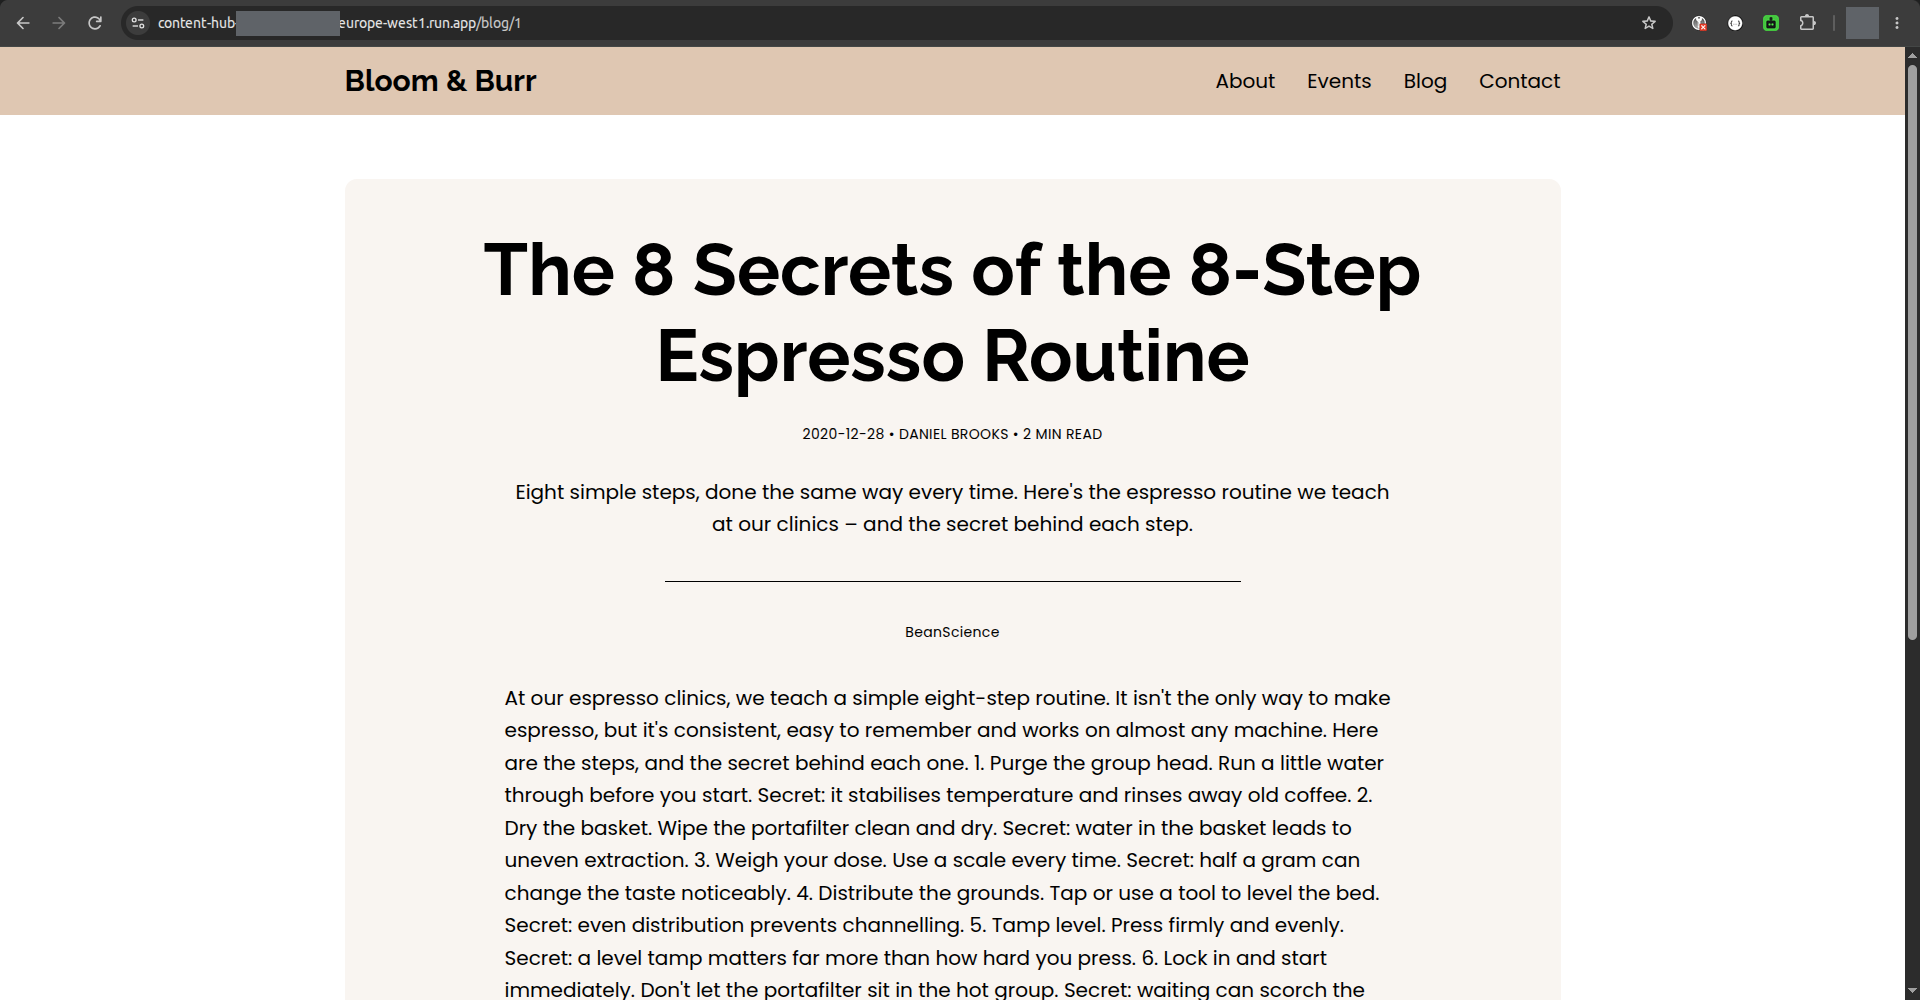 content-hub-
europe-west1.run.app/blog/1
Bloom & Burr
About
Events
Blog
Contact
The 8 Secrets of the 8-Step
Espresso Routine
2020-12-28 • DANIEL BROOKS • 2 MIN READ
Eight simple steps, done the same way every time. Here's the espresso routine we teach
at our clinics – and the secret behind each step.
BeanScience
At our espresso clinics, we teach a simple eight-step routine. It isn't the only way to make
espresso, but it's consistent, easy to remember and works on almost any machine. Here
are the steps, and the secret behind each one. 1. Purge the group head. Run a little water
through before you start. Secret: it stabilises temperature and rinses away old coffee. 2.
Dry the basket. Wipe the portafilter clean and dry. Secret: water in the basket leads to
uneven extraction. 3. Weigh your dose. Use a scale every time. Secret: half a gram can
change the taste noticeably. 4. Distribute the grounds. Tap or use a tool to level the bed.
Secret: even distribution prevents channelling. 5. Tamp level. Press firmly and evenly.
Secret: a level tamp matters far more than how hard you press. 6. Lock in and start
immediately. Don't let the portafilter sit in the hot group. Secret: waiting can scorch the